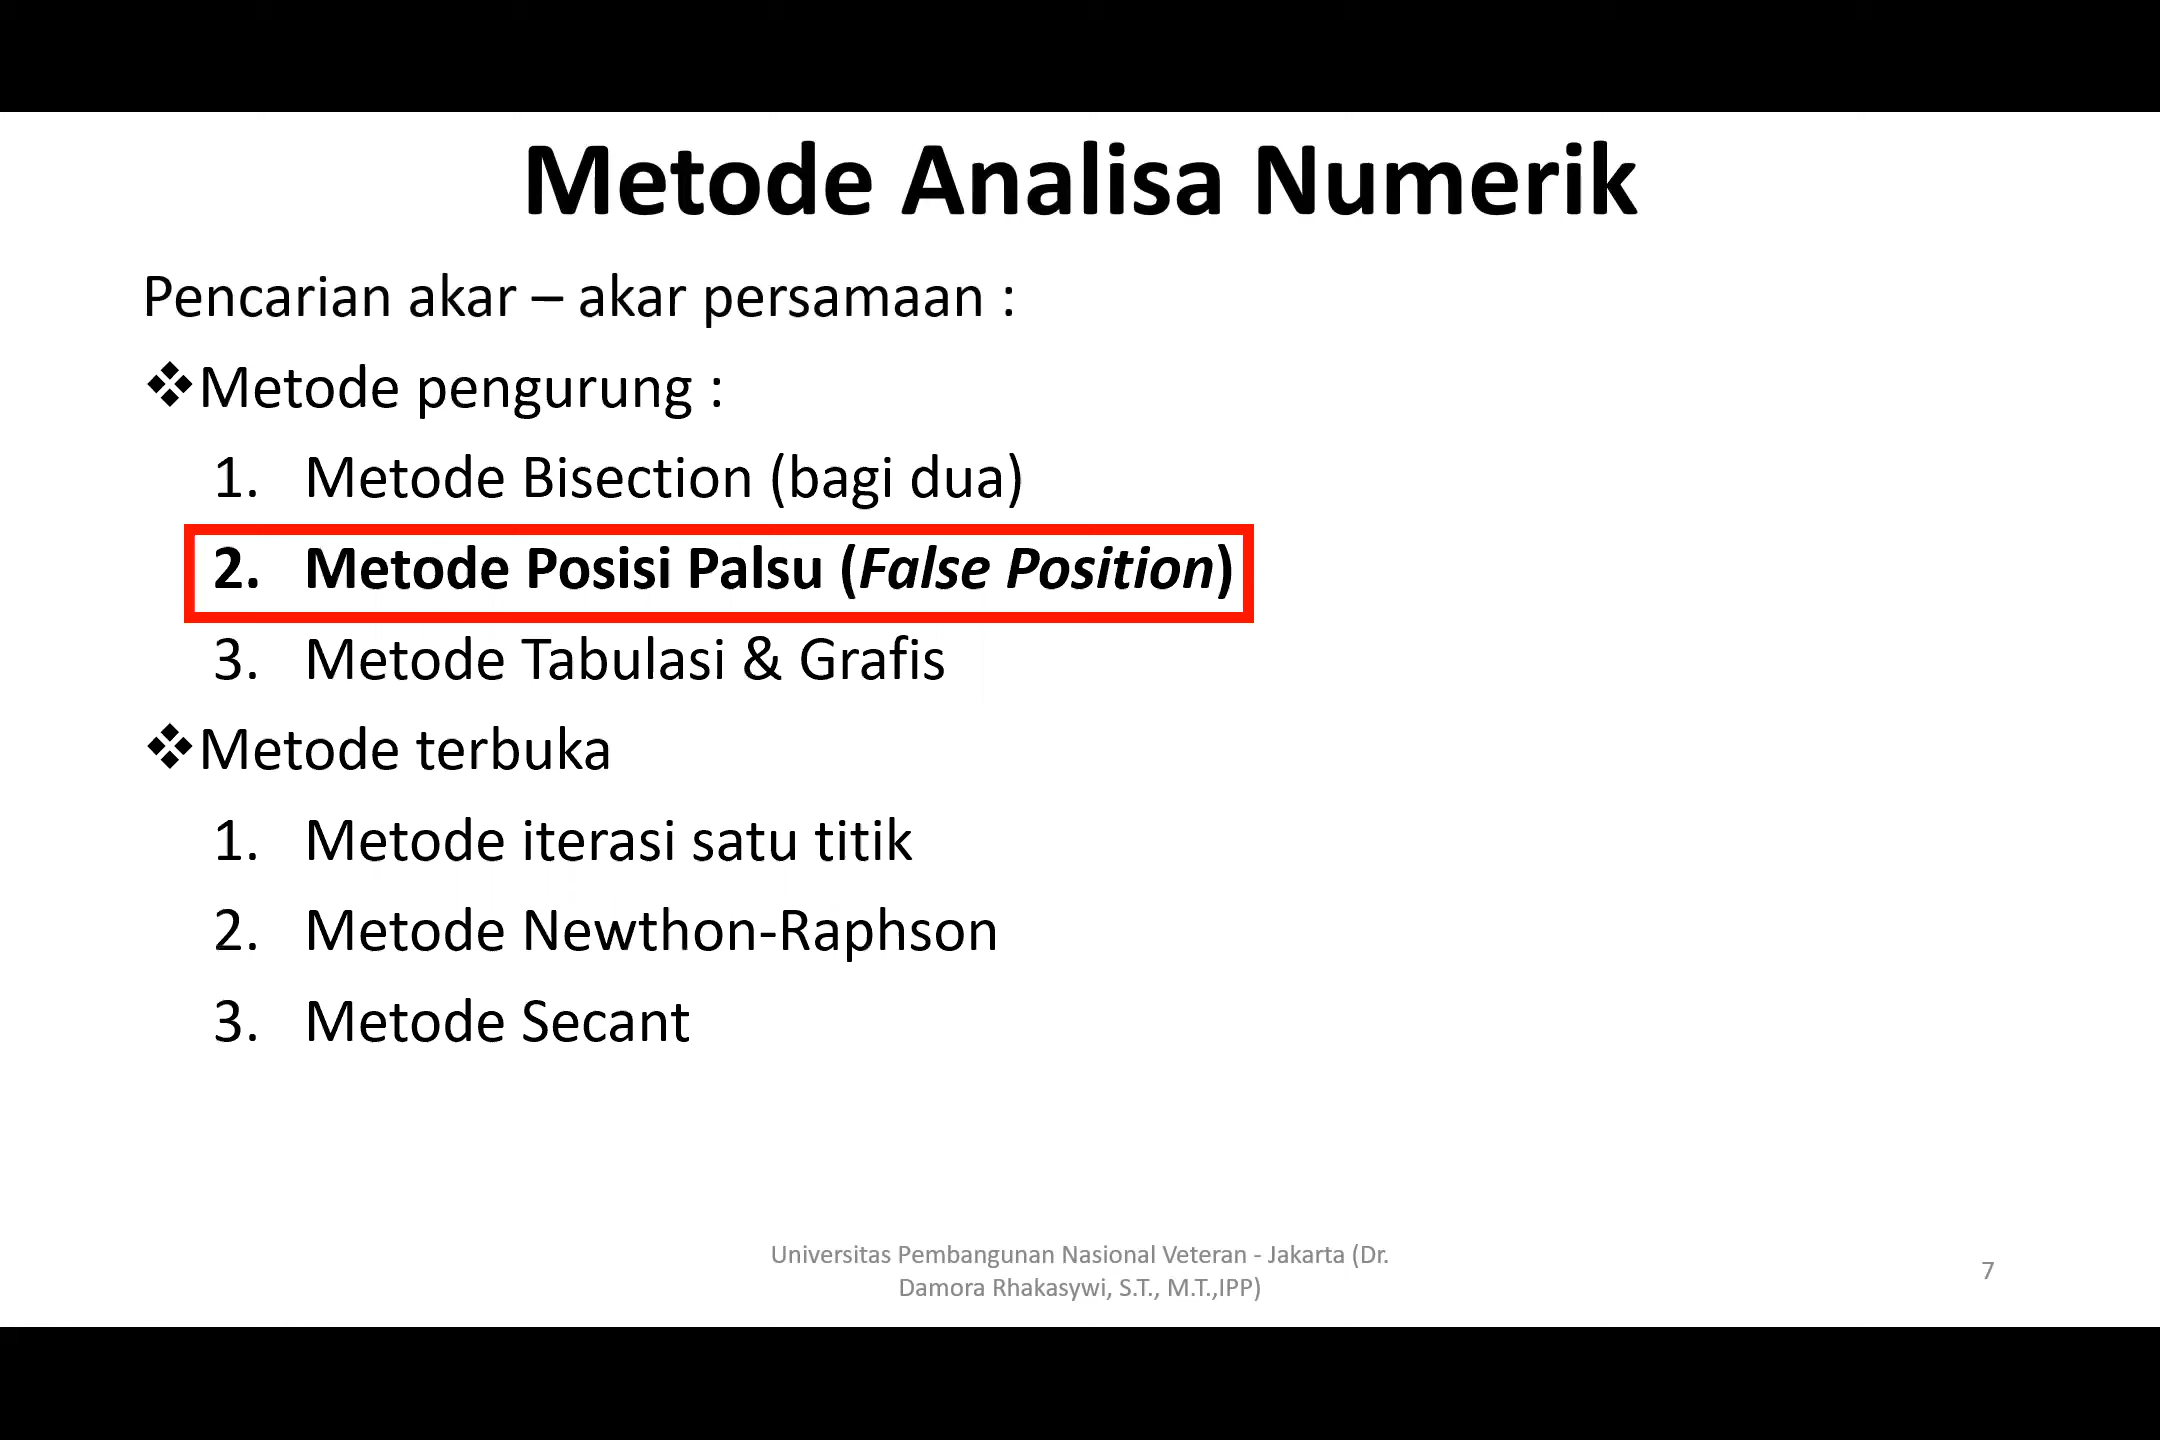 Metode Analisa Numerik
Pencarian akar – akar persamaan :
❖Metode pengurung :
1. Metode Bisection (bagi dua)
2. Metode Posisi Palsu (False Position)
3. Metode Tabulasi & Grafis
❖Metode terbuka
1. Metode iterasi satu titik
2. Metode Newthon-Raphson
3. Metode Secant
Universitas Pembangunan Nasional Veteran - Jakarta (Dr.
Damora Rhakasywi, S.T., M.T.,IPP)
7